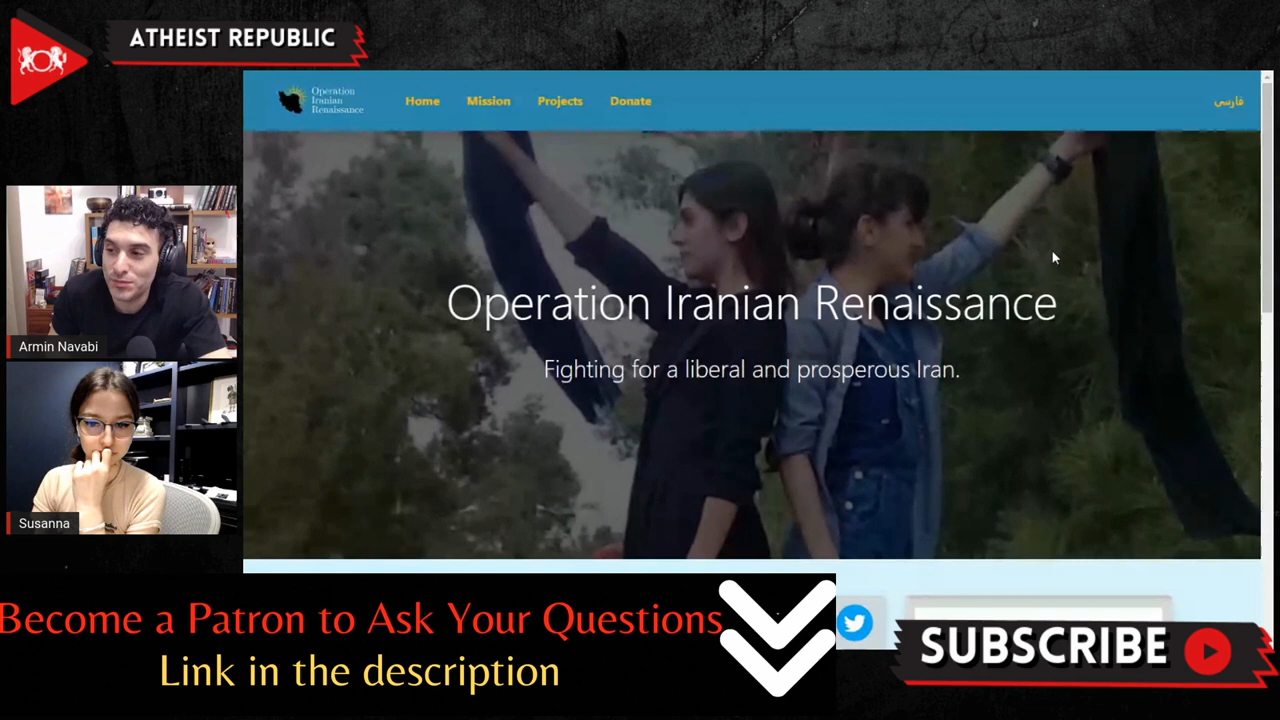 ATHEIST REPUBLIC
Operation
Iranian
Renaissance
Home
Mission
Projects
Donate
فارسی
Operation Iranian Renaissance
Fighting for a liberal and prosperous Iran.
Armin Navabi
Susanna
Become a Patron to Ask Your Questions
Link in the description
SUBSCRIBE